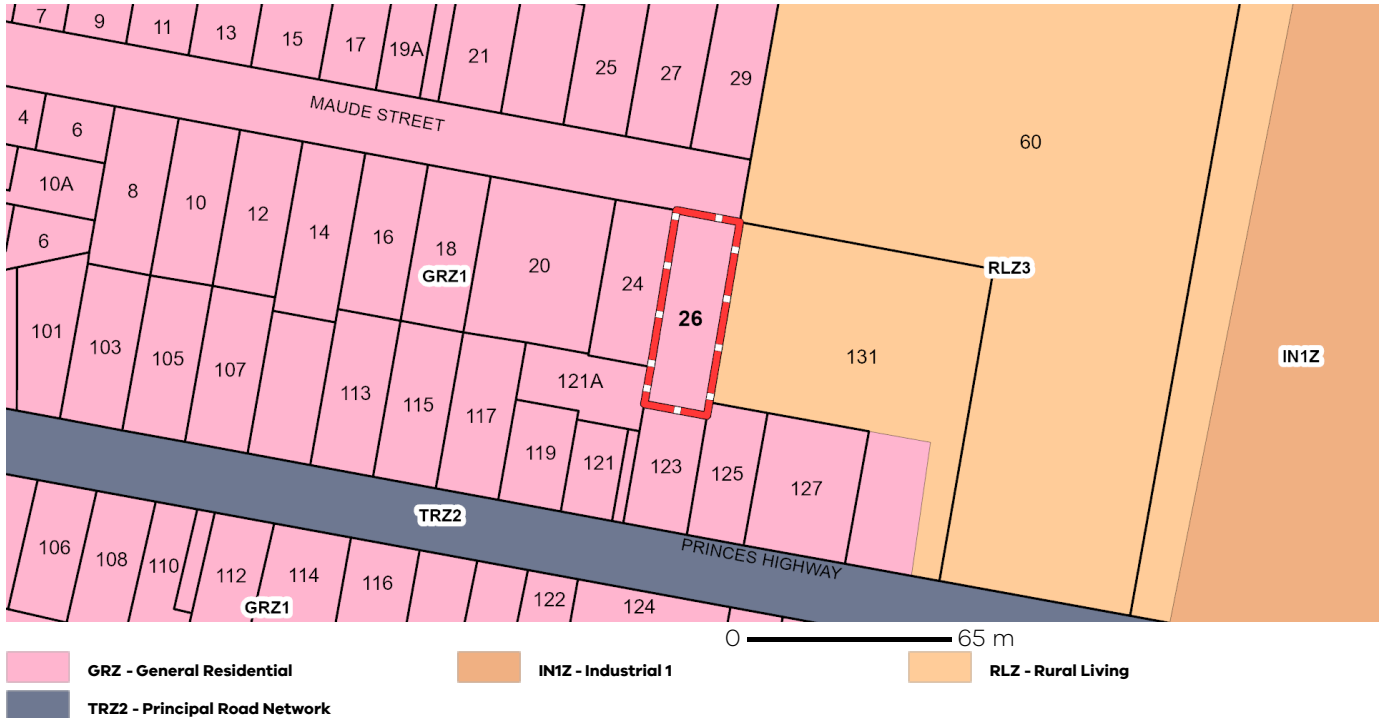 7 9 11 13 15 17 19A 21 25 27 29
MAUDE STREET
60
4 6
10A 8 10 12 14 16 18 20 24 26
6
GRZ1
RLZ3
131
IN1Z
101 103 105 107 113 115 117 121A
119 121 123 125 127
TRZ2
PRINCES HIGHWAY
106 108 110 112 114 116 122 124
GRZ1
0 65 m
GRZ - General Residential
IN1Z - Industrial 1
RLZ - Rural Living
TRZ2 - Principal Road Network